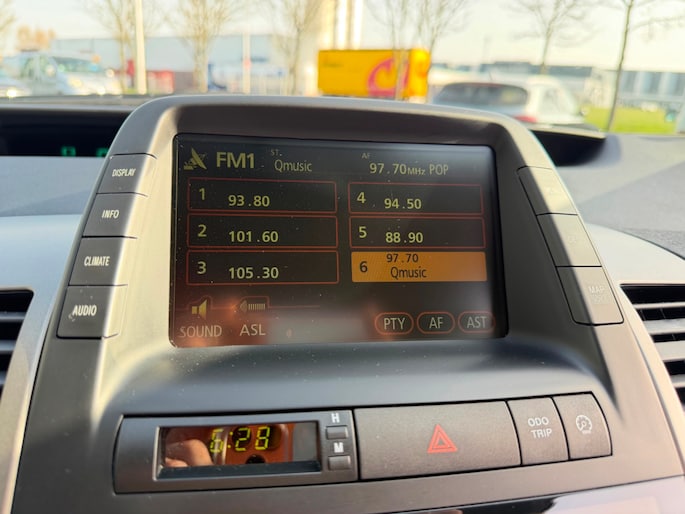 FM1 ST. Qmusic AF 97.70MHz POP
1 93.80
4 94.50
2 101.60
5 88.90
3 105.30
6 97.70 Qmusic
SOUND ASL PTY AF AST
DISPLAY
INFO
CLIMATE
AUDIO
MAP
6:28
H
M
ODO TRIP